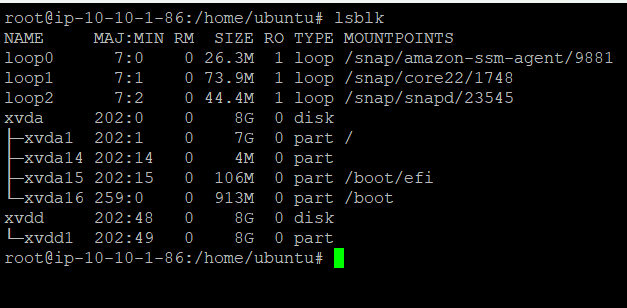 root@ip-10-10-1-86:/home/ubuntu# lsblk
NAME     MAJ:MIN RM   SIZE RO TYPE MOUNTPOINTS
loop0      7:0    0  26.3M  1 loop /snap/amazon-ssm-agent/9881
loop1      7:1    0  73.9M  1 loop /snap/core22/1748
loop2      7:2    0  44.4M  1 loop /snap/snapd/23545
xvda     202:0    0     8G  0 disk
├─xvda1  202:1    0     7G  0 part /
├─xvda14 202:14   0     4M  0 part
├─xvda15 202:15   0   106M  0 part /boot/efi
└─xvda16 259:0    0   913M  0 part /boot
xvdd     202:48   0     8G  0 disk
└─xvdd1  202:49   0     8G  0 part
root@ip-10-10-1-86:/home/ubuntu#